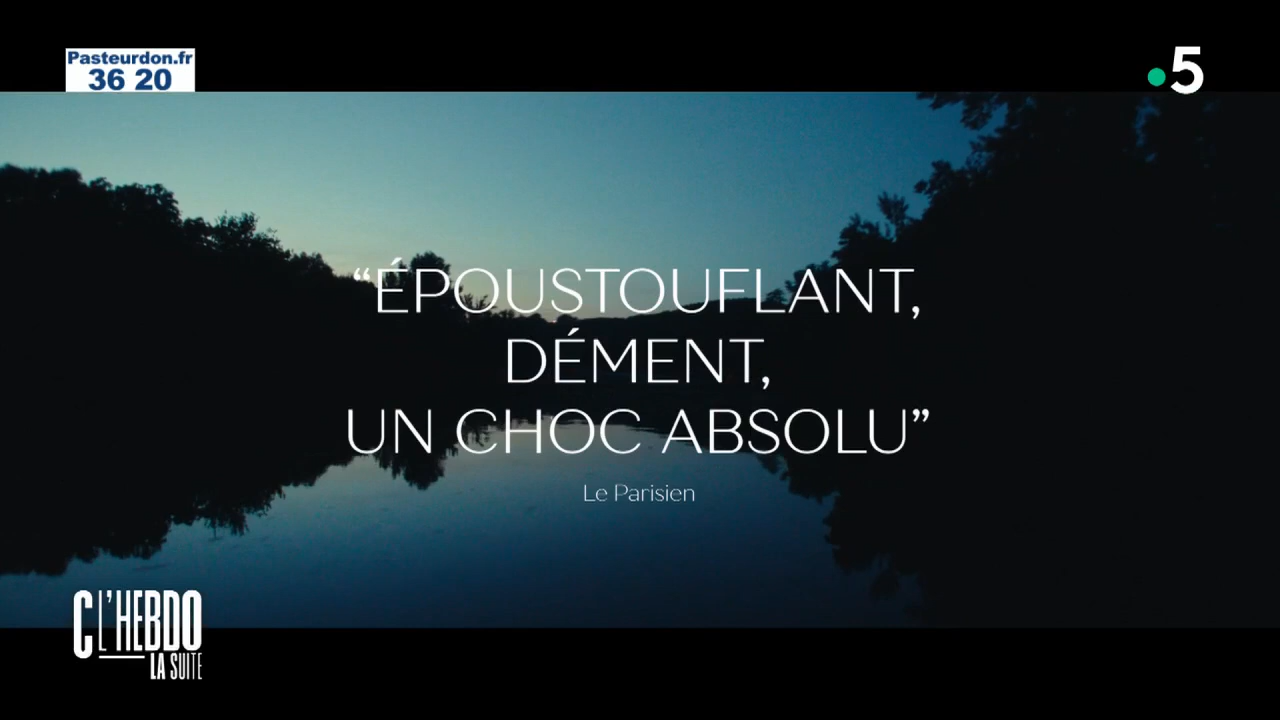 Pasteurdon.fr
36 20
5
“ÉPOUSTOUFLANT,
DÉMENT,
UN CHOC ABSOLU”
Le Parisien
C L'HEBDO
LA SUITE